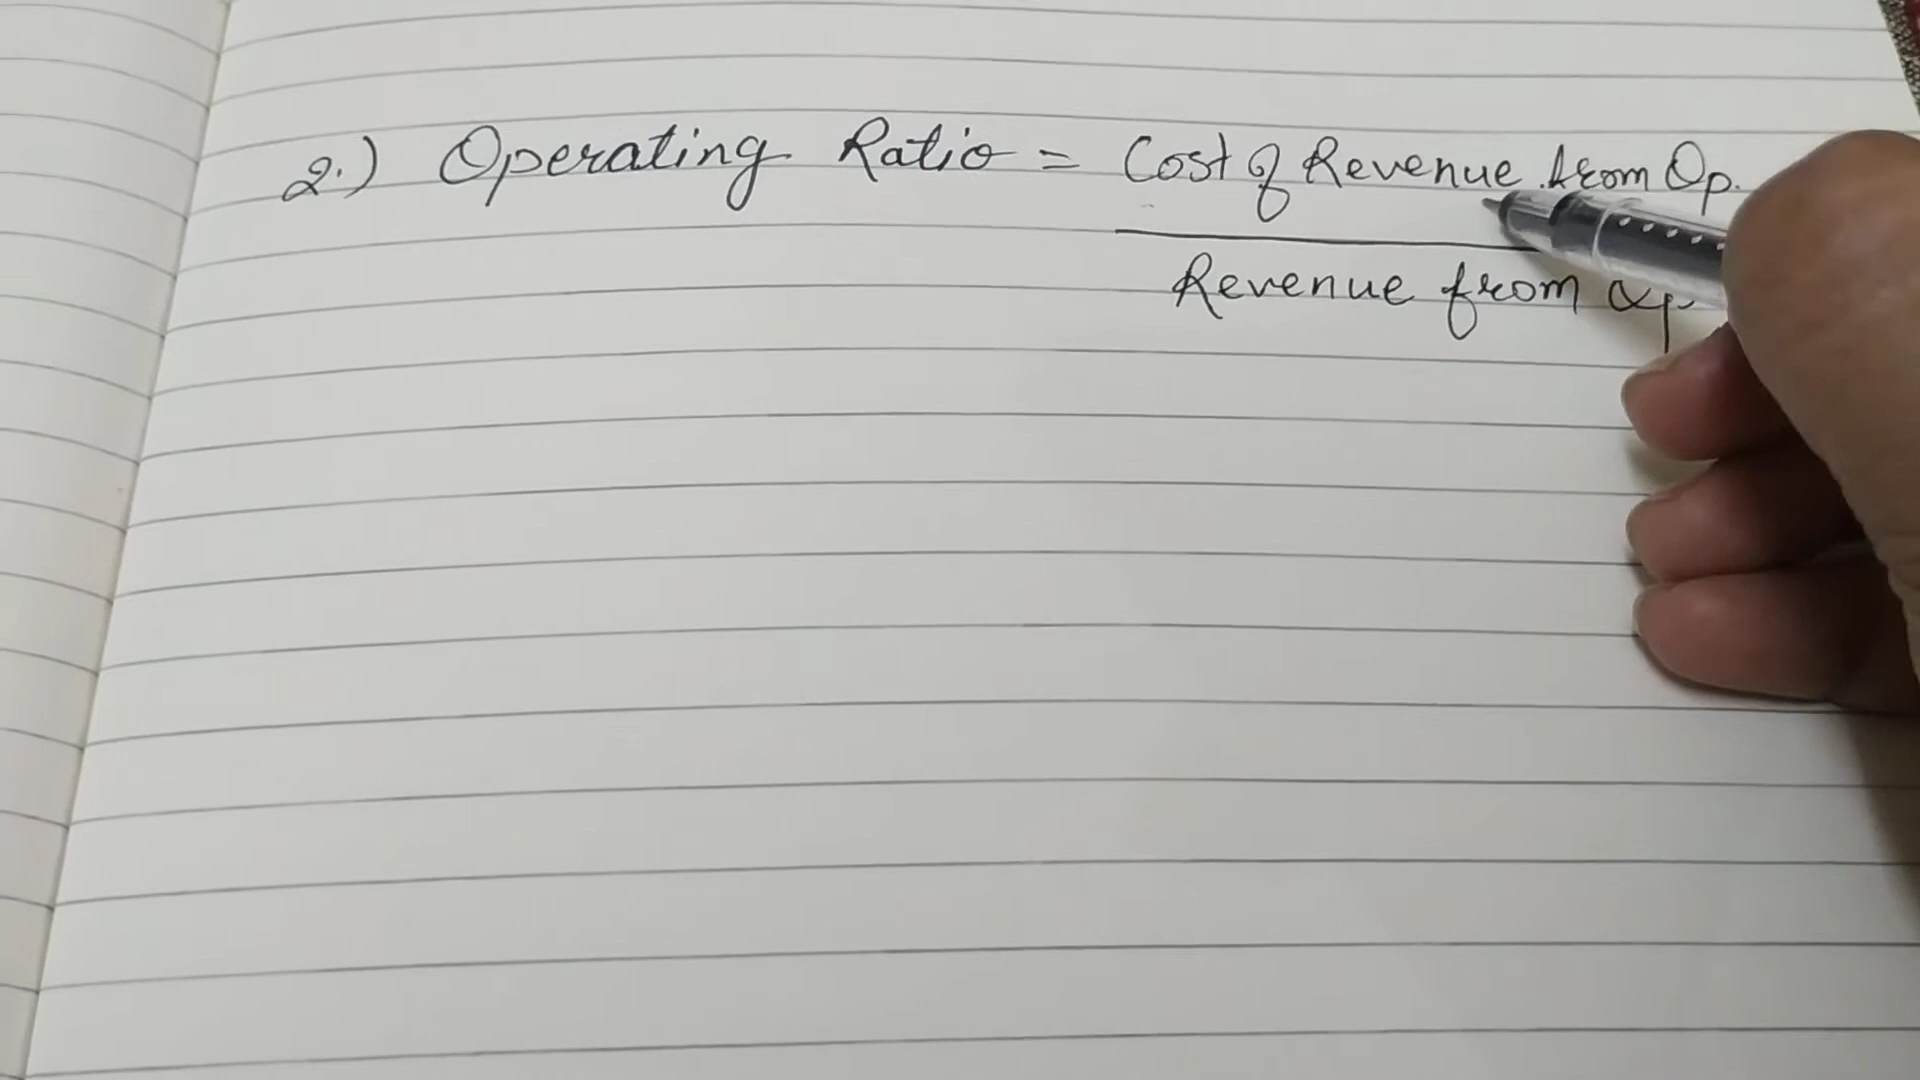 2.) Operating Ratio = Cost of Revenue from Op.
Revenue from Op.